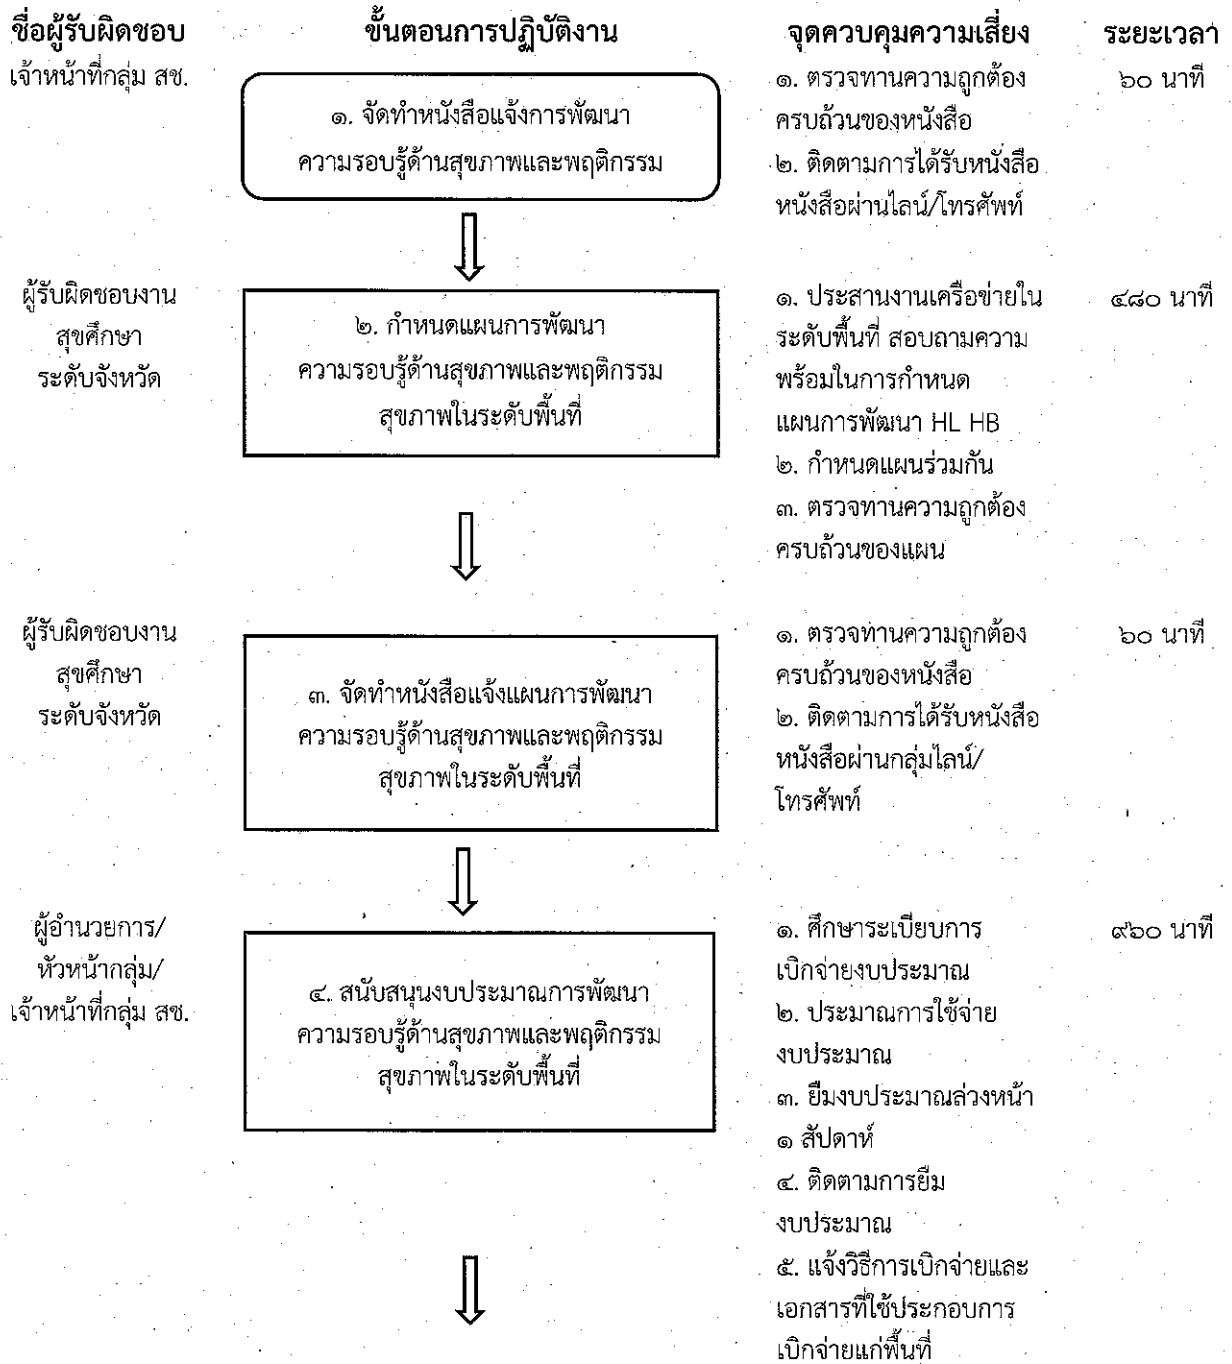 ชื่อผู้รับผิดชอบ ขั้นตอนการปฏิบัติงาน จุดควบคุมความเสี่ยง ระยะเวลา
เจ้าหน้าที่กลุ่ม สช.
๑. จัดทำหนังสือแจ้งการพัฒนา
ความรอบรู้ด้านสุขภาพและพฤติกรรม
๑. ตรวจทานความถูกต้อง
ครบถ้วนของหนังสือ
๒. ติดตามการได้รับหนังสือ
หนังสือผ่านไลน์/โทรศัพท์
๖๐ นาที
ผู้รับผิดชอบงาน
สุขศึกษา
ระดับจังหวัด
๒. กำหนดแผนการพัฒนา
ความรอบรู้ด้านสุขภาพและพฤติกรรม
สุขภาพในระดับพื้นที่
๑. ประสานงานเครือข่ายใน
ระดับพื้นที่ สอบถามความ
พร้อมในการกำหนด
แผนการพัฒนา HL HB
๒. กำหนดแผนร่วมกัน
๓. ตรวจทานความถูกต้อง
ครบถ้วนของแผน
๔๘๐ นาที
ผู้รับผิดชอบงาน
สุขศึกษา
ระดับจังหวัด
๓. จัดทำหนังสือแจ้งแผนการพัฒนา
ความรอบรู้ด้านสุขภาพและพฤติกรรม
สุขภาพในระดับพื้นที่
๑. ตรวจทานความถูกต้อง
ครบถ้วนของหนังสือ
๒. ติดตามการได้รับหนังสือ
หนังสือผ่านกลุ่มไลน์/
โทรศัพท์
๖๐ นาที
ผู้อำนวยการ/
หัวหน้ากลุ่ม/
เจ้าหน้าที่กลุ่ม สช.
๔. สนับสนุนงบประมาณการพัฒนา
ความรอบรู้ด้านสุขภาพและพฤติกรรม
สุขภาพในระดับพื้นที่
๑. ศึกษาระเบียบการ
เบิกจ่ายงบประมาณ
๒. ประมาณการใช้จ่าย
งบประมาณ
๓. ยืมงบประมาณล่วงหน้า
๑ สัปดาห์
๔. ติดตามการยืม
งบประมาณ
๕. แจ้งวิธีการเบิกจ่ายและ
เอกสารที่ใช้ประกอบการ
เบิกจ่ายแก่พื้นที่
๙๖๐ นาที